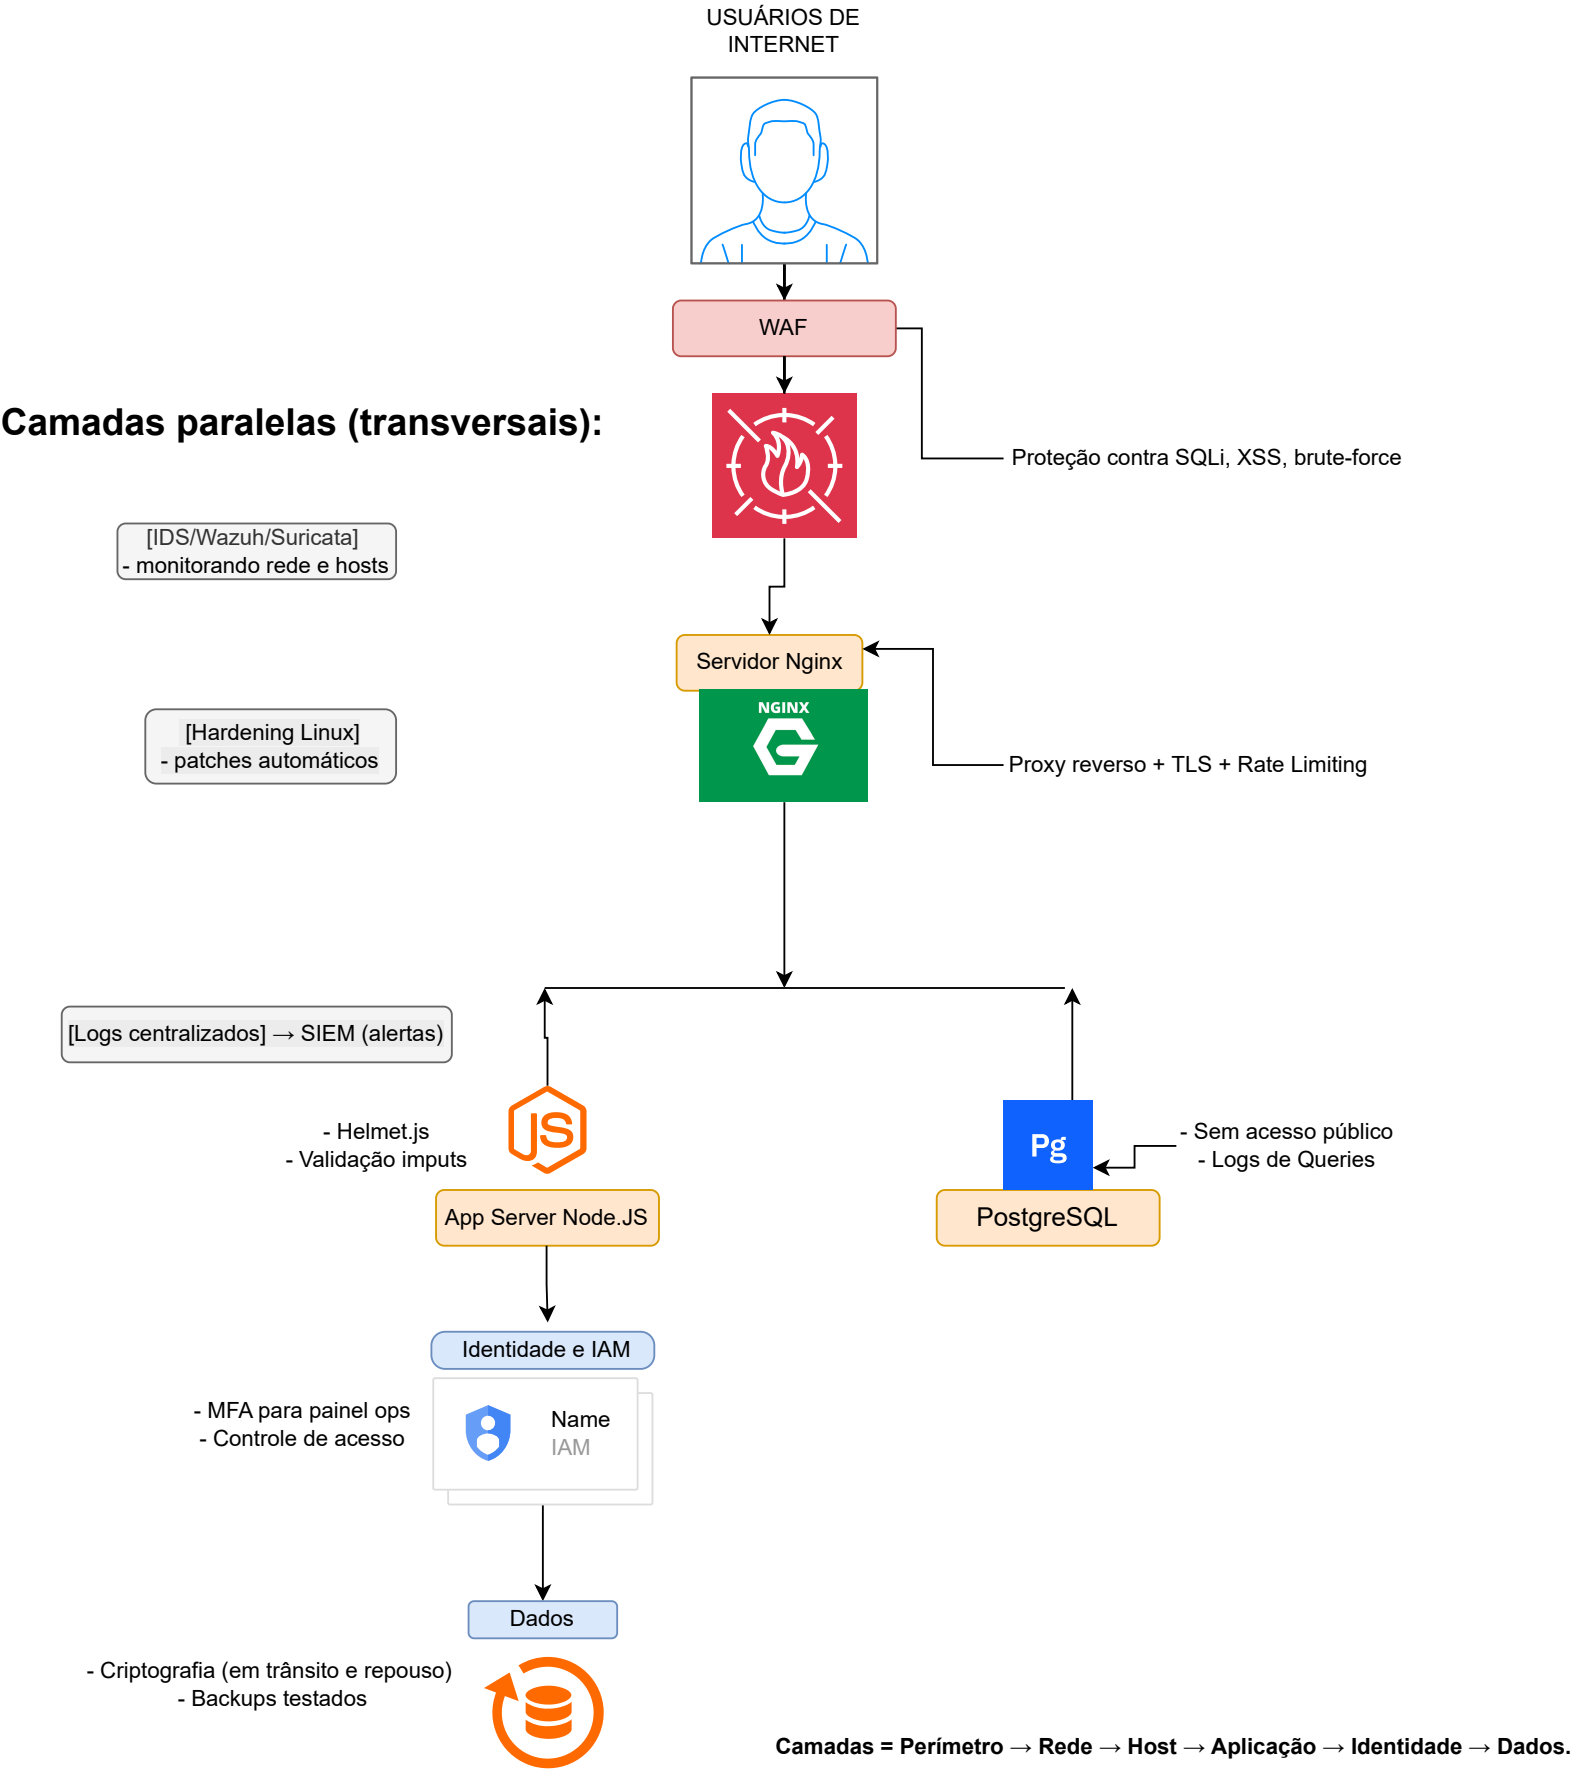 USUÁRIOS DE
INTERNET
WAF
Camadas paralelas (transversais):
Proteção contra SQLi, XSS, brute-force
[IDS/Wazuh/Suricata]
- monitorando rede e hosts
Servidor Nginx
NGINX
[Hardening Linux]
- patches automáticos
Proxy reverso + TLS + Rate Limiting
[Logs centralizados] → SIEM (alertas)
JS
- Helmet.js
- Validação imputs
Pg
- Sem acesso público
- Logs de Queries
App Server Node.JS
PostgreSQL
Identidade e IAM
- MFA para painel ops
- Controle de acesso
Name
IAM
Dados
- Criptografia (em trânsito e repouso)
- Backups testados
Camadas = Perímetro → Rede → Host → Aplicação → Identidade → Dados.